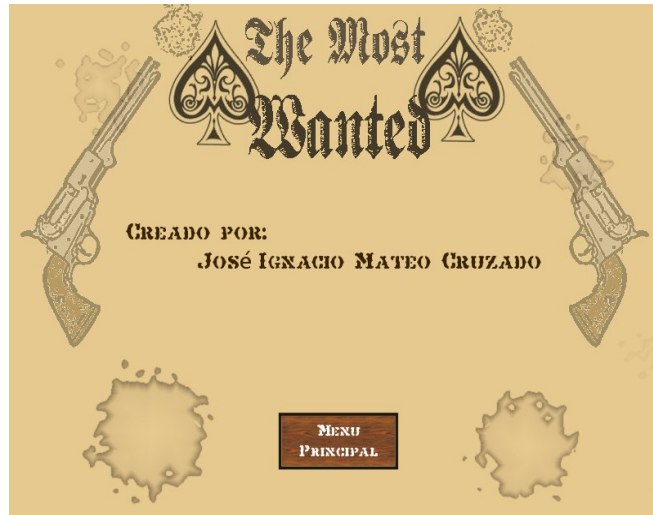 The Most
Wanted
Creado por:
José Ignacio Mateo Cruzado
Menu
Principal